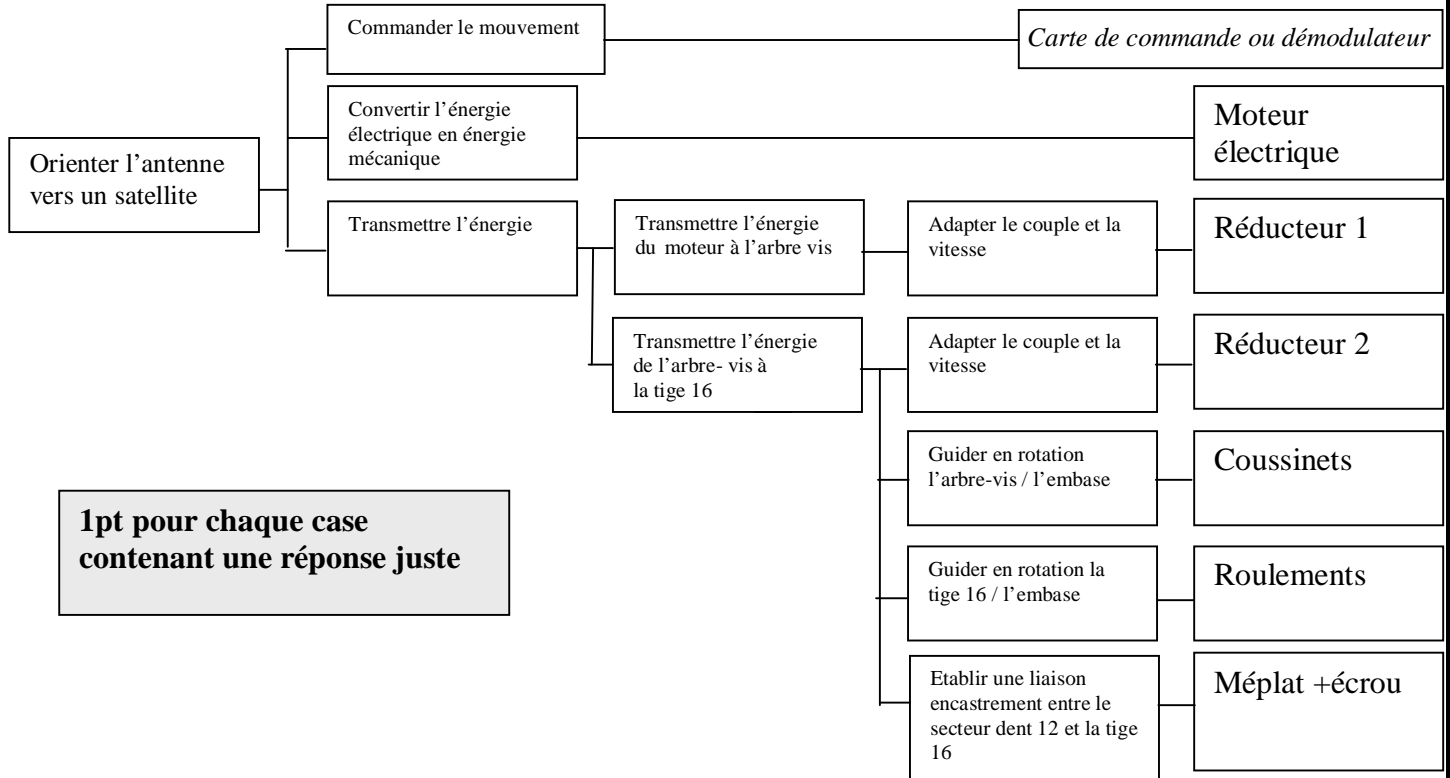 Commander le mouvement
Carte de commande ou démodulateur
Convertir l’énergie
électrique en énergie
mécanique
Moteur
électrique
Orienter l’antenne
vers un satellite
Transmettre l’énergie
Transmettre l’énergie
du moteur à l’arbre vis
Adapter le couple et la
vitesse
Réducteur 1
Transmettre l’énergie
de l’arbre- vis à
la tige 16
Adapter le couple et la
vitesse
Réducteur 2
Guider en rotation
l’arbre-vis / l’embase
Coussinets
1pt pour chaque case
contenant une réponse juste
Guider en rotation la
tige 16 / l’embase
Roulements
Etablir une liaison
encastrement entre le
secteur dent 12 et la tige
16
Méplat +écrou